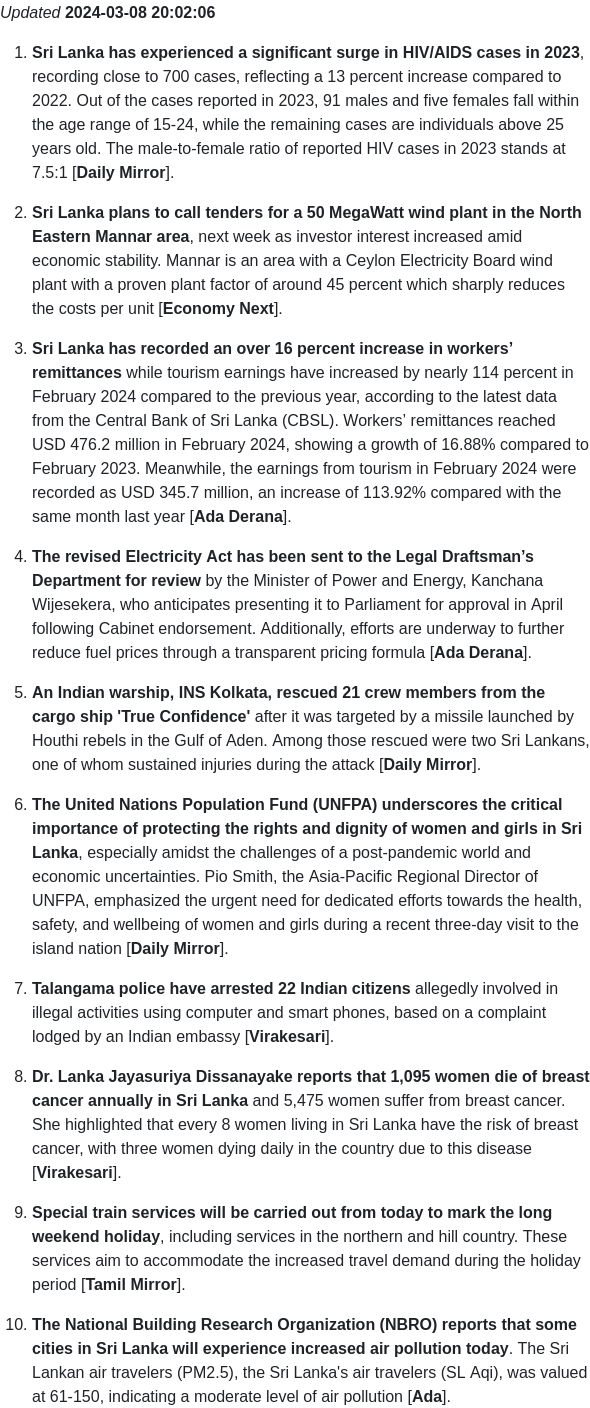 Updated 2024-03-08 20:02:06
1. Sri Lanka has experienced a significant surge in HIV/AIDS cases in 2023,
recording close to 700 cases, reflecting a 13 percent increase compared to
2022. Out of the cases reported in 2023, 91 males and five females fall within
the age range of 15-24, while the remaining cases are individuals above 25
years old. The male-to-female ratio of reported HIV cases in 2023 stands at
7.5:1 [Daily Mirror].
2. Sri Lanka plans to call tenders for a 50 MegaWatt wind plant in the North
Eastern Mannar area, next week as investor interest increased amid
economic stability. Mannar is an area with a Ceylon Electricity Board wind
plant with a proven plant factor of around 45 percent which sharply reduces
the costs per unit [Economy Next].
3. Sri Lanka has recorded an over 16 percent increase in workers’
remittances while tourism earnings have increased by nearly 114 percent in
February 2024 compared to the previous year, according to the latest data
from the Central Bank of Sri Lanka (CBSL). Workers’ remittances reached
USD 476.2 million in February 2024, showing a growth of 16.88% compared to
February 2023. Meanwhile, the earnings from tourism in February 2024 were
recorded as USD 345.7 million, an increase of 113.92% compared with the
same month last year [Ada Derana].
4. The revised Electricity Act has been sent to the Legal Draftsman’s
Department for review by the Minister of Power and Energy, Kanchana
Wijesekera, who anticipates presenting it to Parliament for approval in April
following Cabinet endorsement. Additionally, efforts are underway to further
reduce fuel prices through a transparent pricing formula [Ada Derana].
5. An Indian warship, INS Kolkata, rescued 21 crew members from the
cargo ship 'True Confidence' after it was targeted by a missile launched by
Houthi rebels in the Gulf of Aden. Among those rescued were two Sri Lankans,
one of whom sustained injuries during the attack [Daily Mirror].
6. The United Nations Population Fund (UNFPA) underscores the critical
importance of protecting the rights and dignity of women and girls in Sri
Lanka, especially amidst the challenges of a post-pandemic world and
economic uncertainties. Pio Smith, the Asia-Pacific Regional Director of
UNFPA, emphasized the urgent need for dedicated efforts towards the health,
safety, and wellbeing of women and girls during a recent three-day visit to the
island nation [Daily Mirror].
7. Talangama police have arrested 22 Indian citizens allegedly involved in
illegal activities using computer and smart phones, based on a complaint
lodged by an Indian embassy [Virakesari].
8. Dr. Lanka Jayasuriya Dissanayake reports that 1,095 women die of breast
cancer annually in Sri Lanka and 5,475 women suffer from breast cancer.
She highlighted that every 8 women living in Sri Lanka have the risk of breast
cancer, with three women dying daily in the country due to this disease
[Virakesari].
9. Special train services will be carried out from today to mark the long
weekend holiday, including services in the northern and hill country. These
services aim to accommodate the increased travel demand during the holiday
period [Tamil Mirror].
10. The National Building Research Organization (NBRO) reports that some
cities in Sri Lanka will experience increased air pollution today. The Sri
Lankan air travelers (PM2.5), the Sri Lanka's air travelers (SL Aqi), was valued
at 61-150, indicating a moderate level of air pollution [Ada].